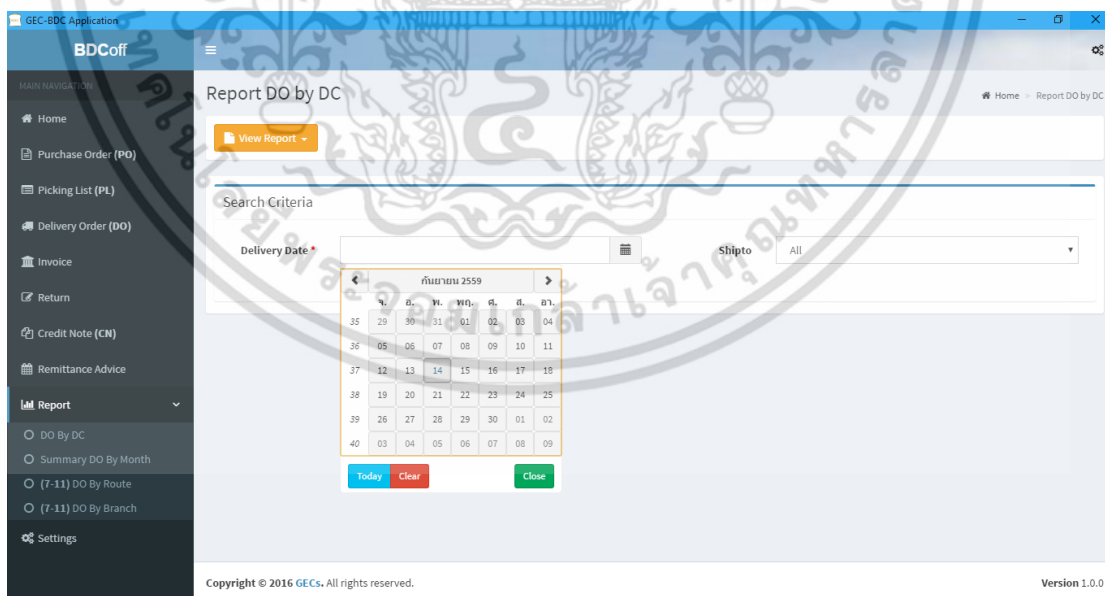 GEC-BDC Application
BDCoff
MAIN NAVIGATION
Home
Purchase Order (PO)
Picking List (PL)
Delivery Order (DO)
Invoice
Return
Credit Note (CN)
Remittance Advice
Report
DO By DC
Summary DO By Month
(7-11) DO By Route
(7-11) DO By Branch
Settings
Report DO by DC
Home > Report DO by DC
View Report
Search Criteria
Delivery Date *
Shipto All
กันยายน 2559
จ. อ. พ. พฤ. ศ. ส. อา.
35 29 30 31 01 02 03 04
36 05 06 07 08 09 10 11
37 12 13 14 15 16 17 18
38 19 20 21 22 23 24 25
39 26 27 28 29 30 01 02
40 03 04 05 06 07 08 09
Today Clear Close
Copyright © 2016 GECs. All rights reserved.
Version 1.0.0